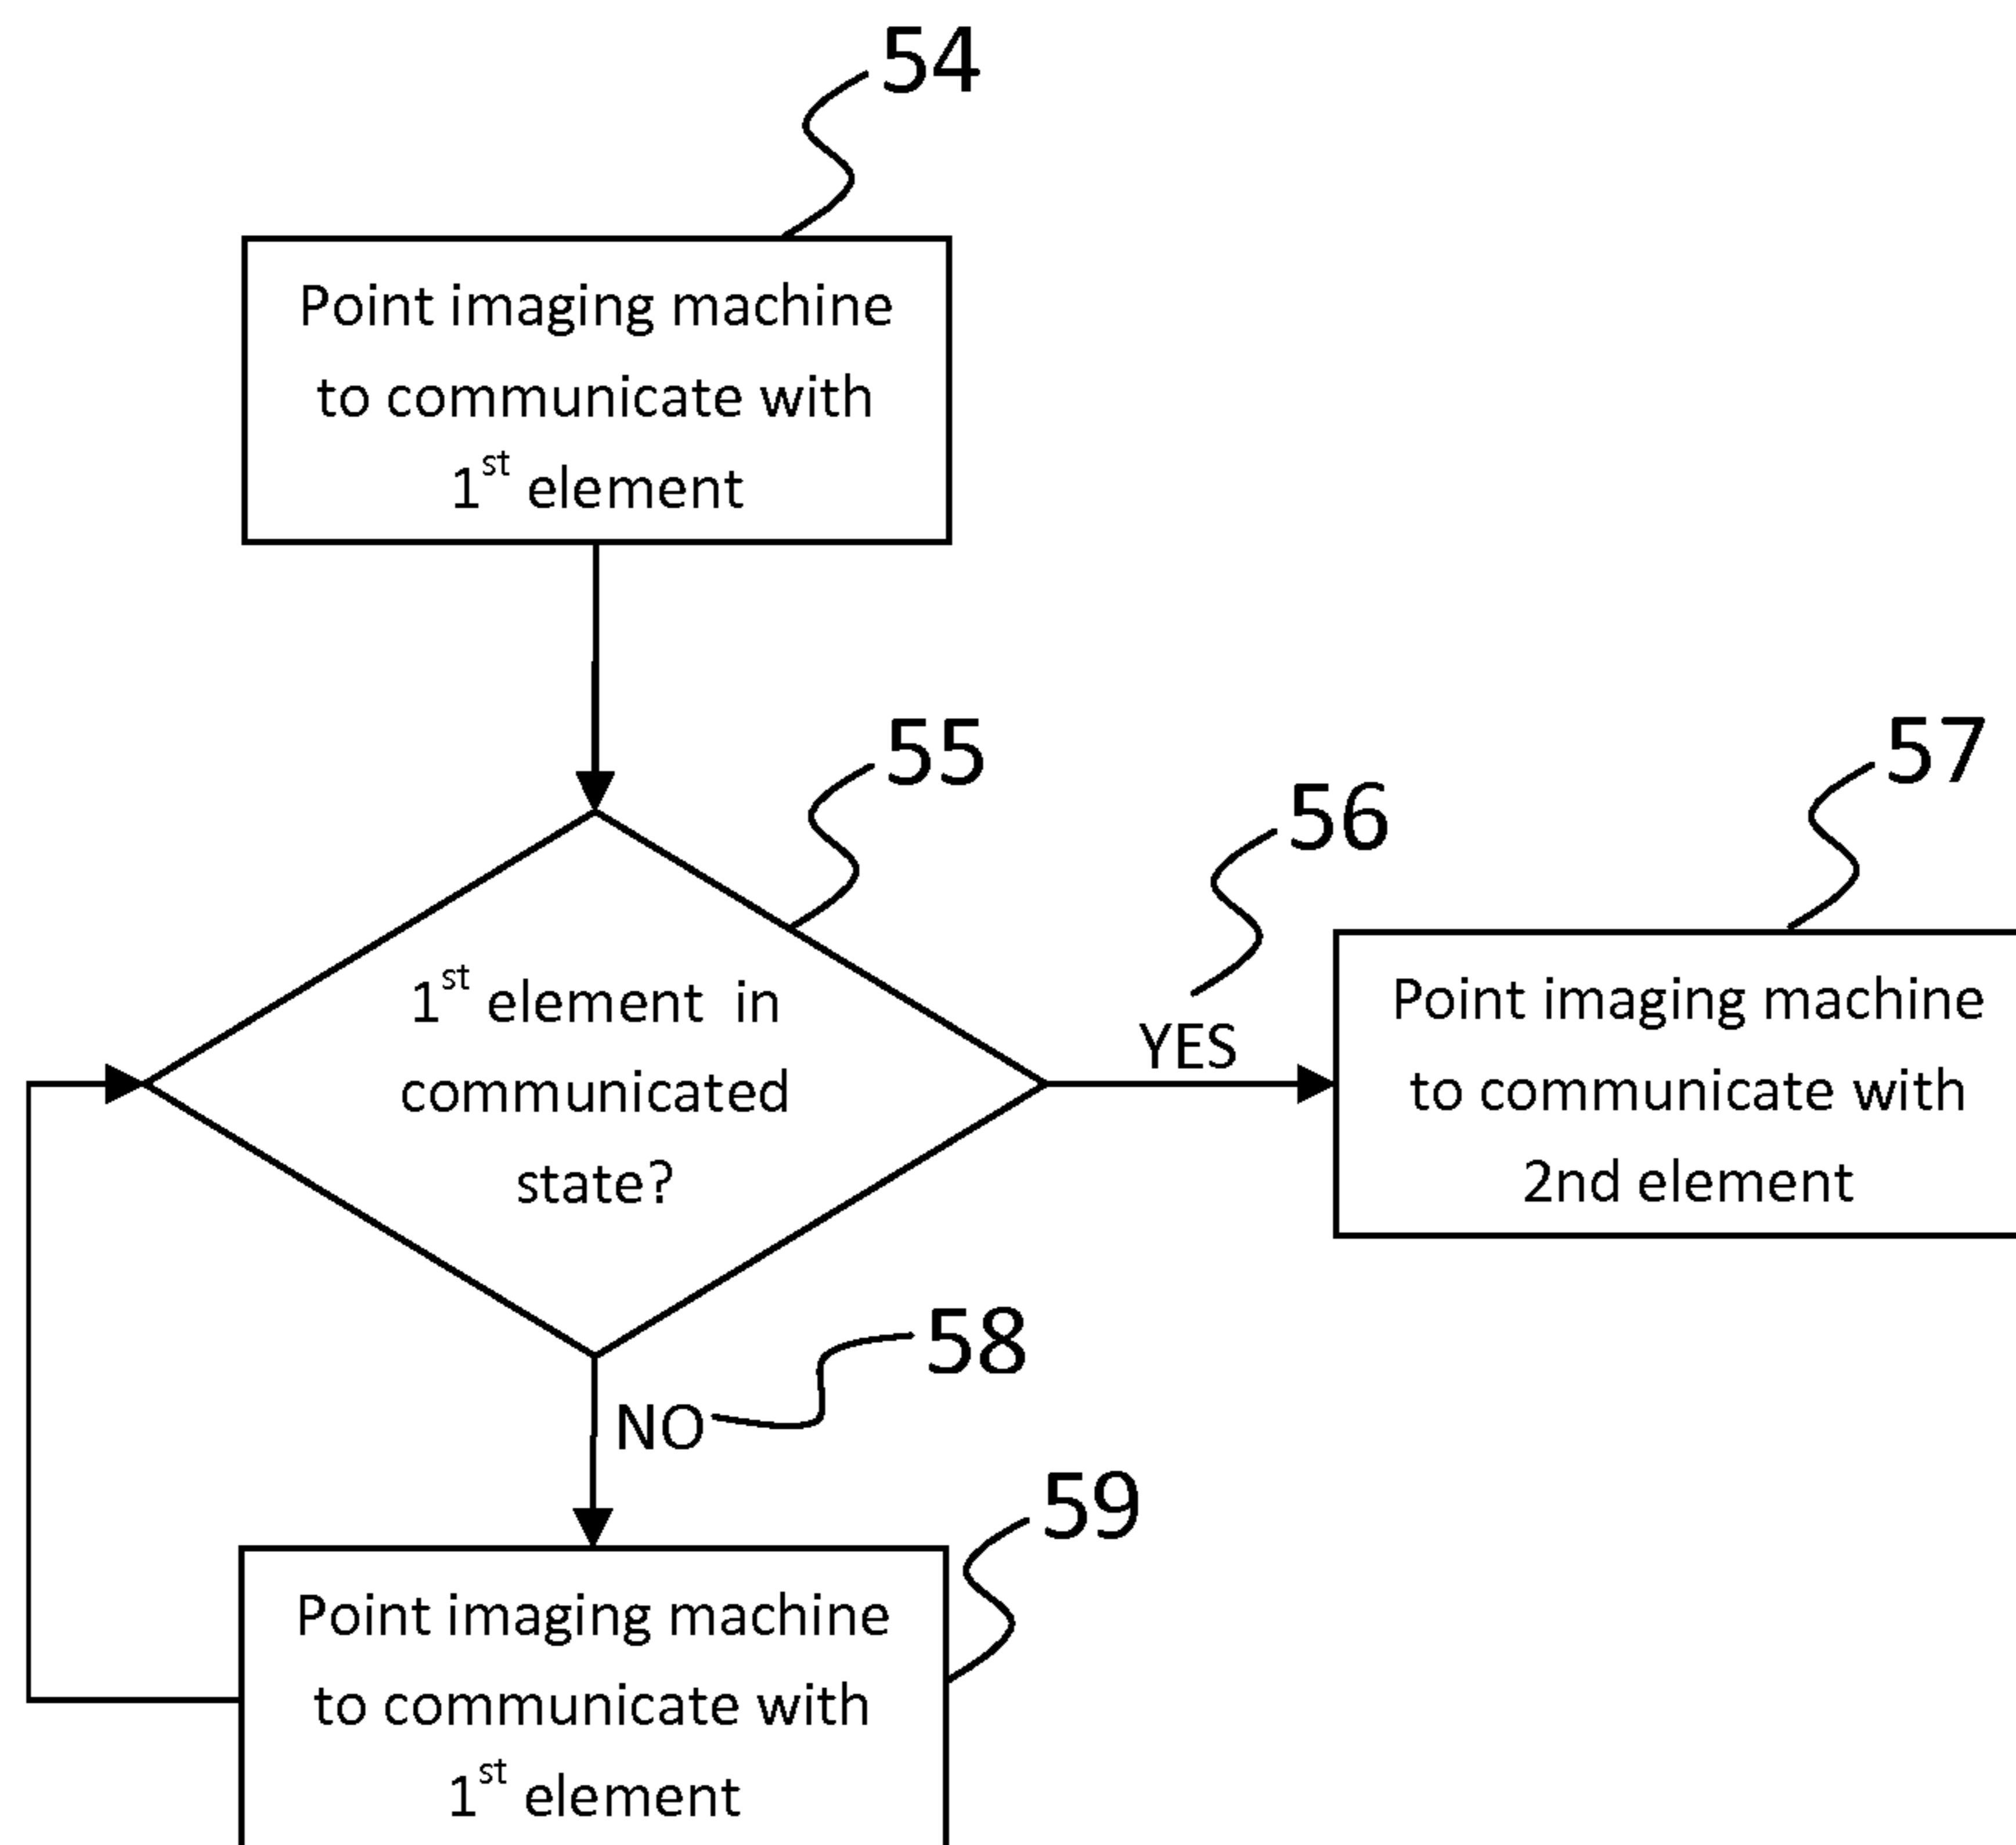 54
Point imaging machine
to communicate with
1st element
55
56
57
1st element in
communicated
state?
YES
Point imaging machine
to communicate with
2nd element
58
NO
59
Point imaging machine
to communicate with
1st element